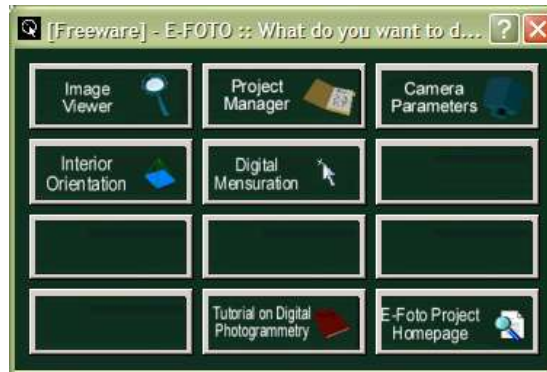 [Freeware] - E-FOTO :: What do you want to d... ?
Image
Viewer
Project
Manager
Camera
Parameters
Interior
Orientation
Digital
Mensuration
Tutorial on Digital
Photogrammetry
E-Foto Project
Homepage